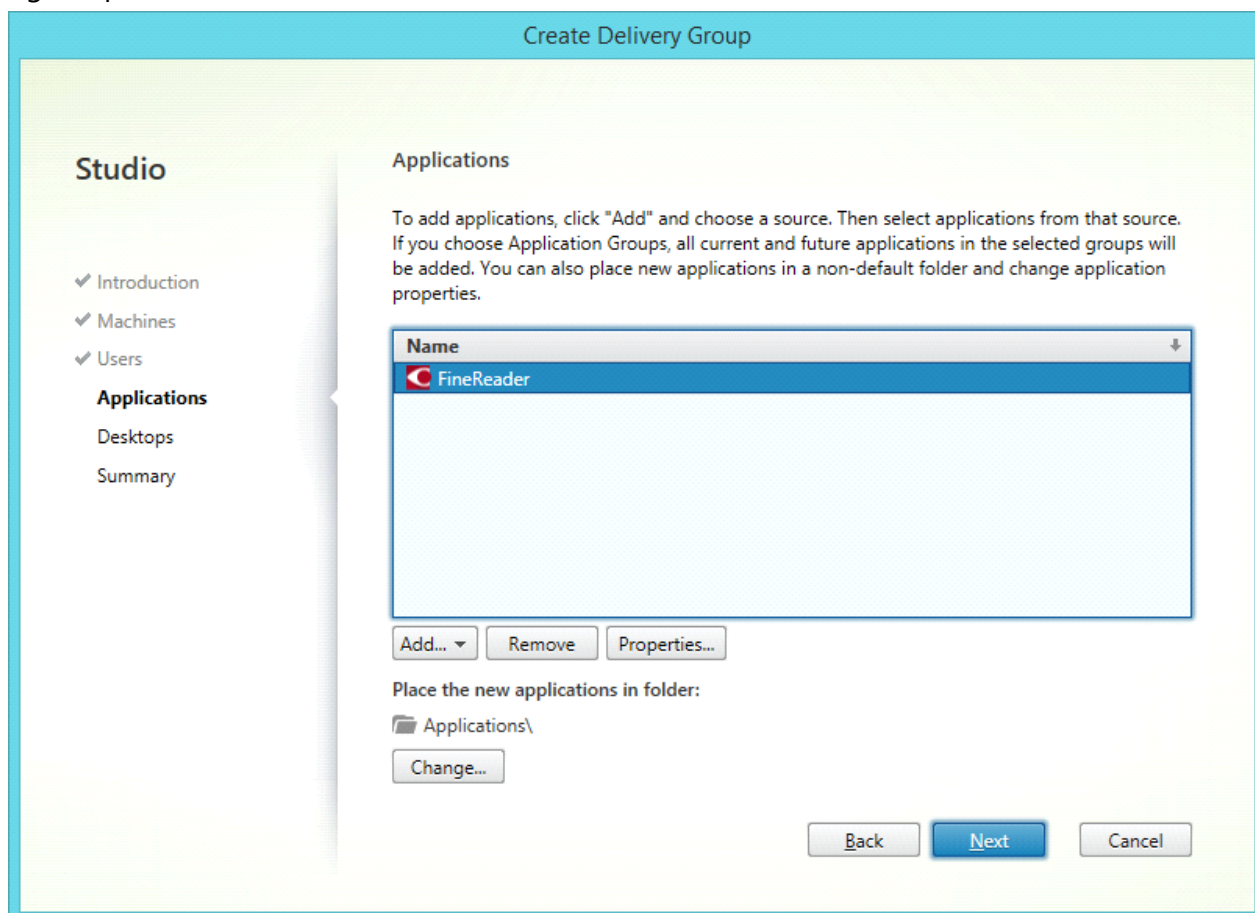 Create Delivery Group
Studio
✔ Introduction
✔ Machines
✔ Users
Applications
Desktops
Summary
Applications
To add applications, click "Add" and choose a source. Then select applications from that source.
If you choose Application Groups, all current and future applications in the selected groups will
be added. You can also place new applications in a non-default folder and change application
properties.
Name
FineReader
Add...
Remove
Properties...
Place the new applications in folder:
Applications\
Change...
Back
Next
Cancel